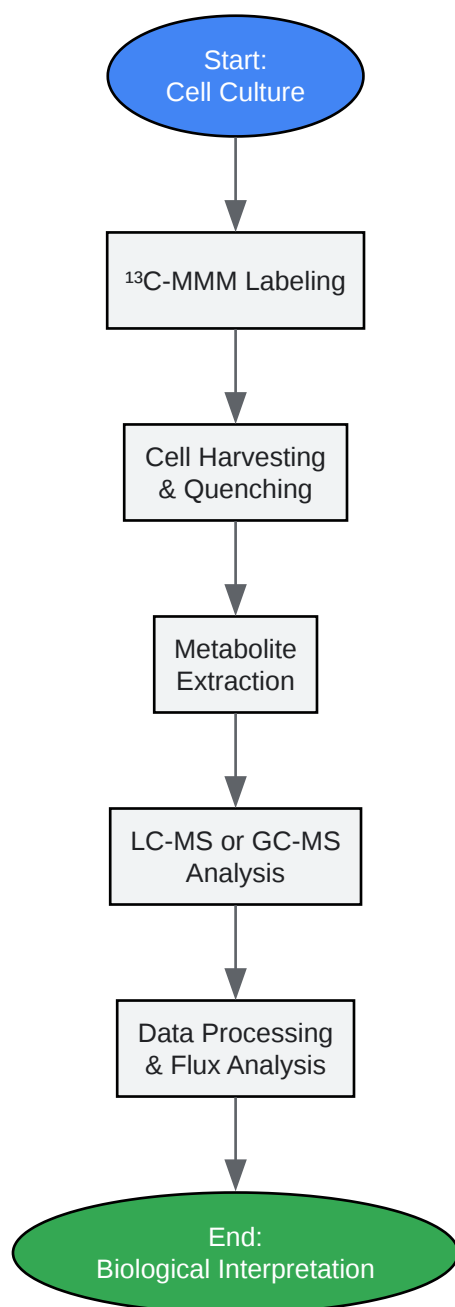 Start:
Cell Culture
¹³C-MMM Labeling
Cell Harvesting
& Quenching
Metabolite
Extraction
LC-MS or GC-MS
Analysis
Data Processing
& Flux Analysis
End:
Biological Interpretation